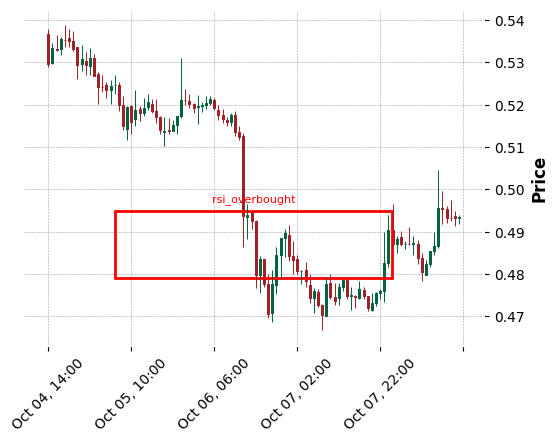 0.54
0.53
0.52
0.51
0.50
0.49
0.48
0.47
Price
rsi_overbought
Oct 04, 14:00
Oct 05, 10:00
Oct 06, 06:00
Oct 07, 02:00
Oct 07, 22:00